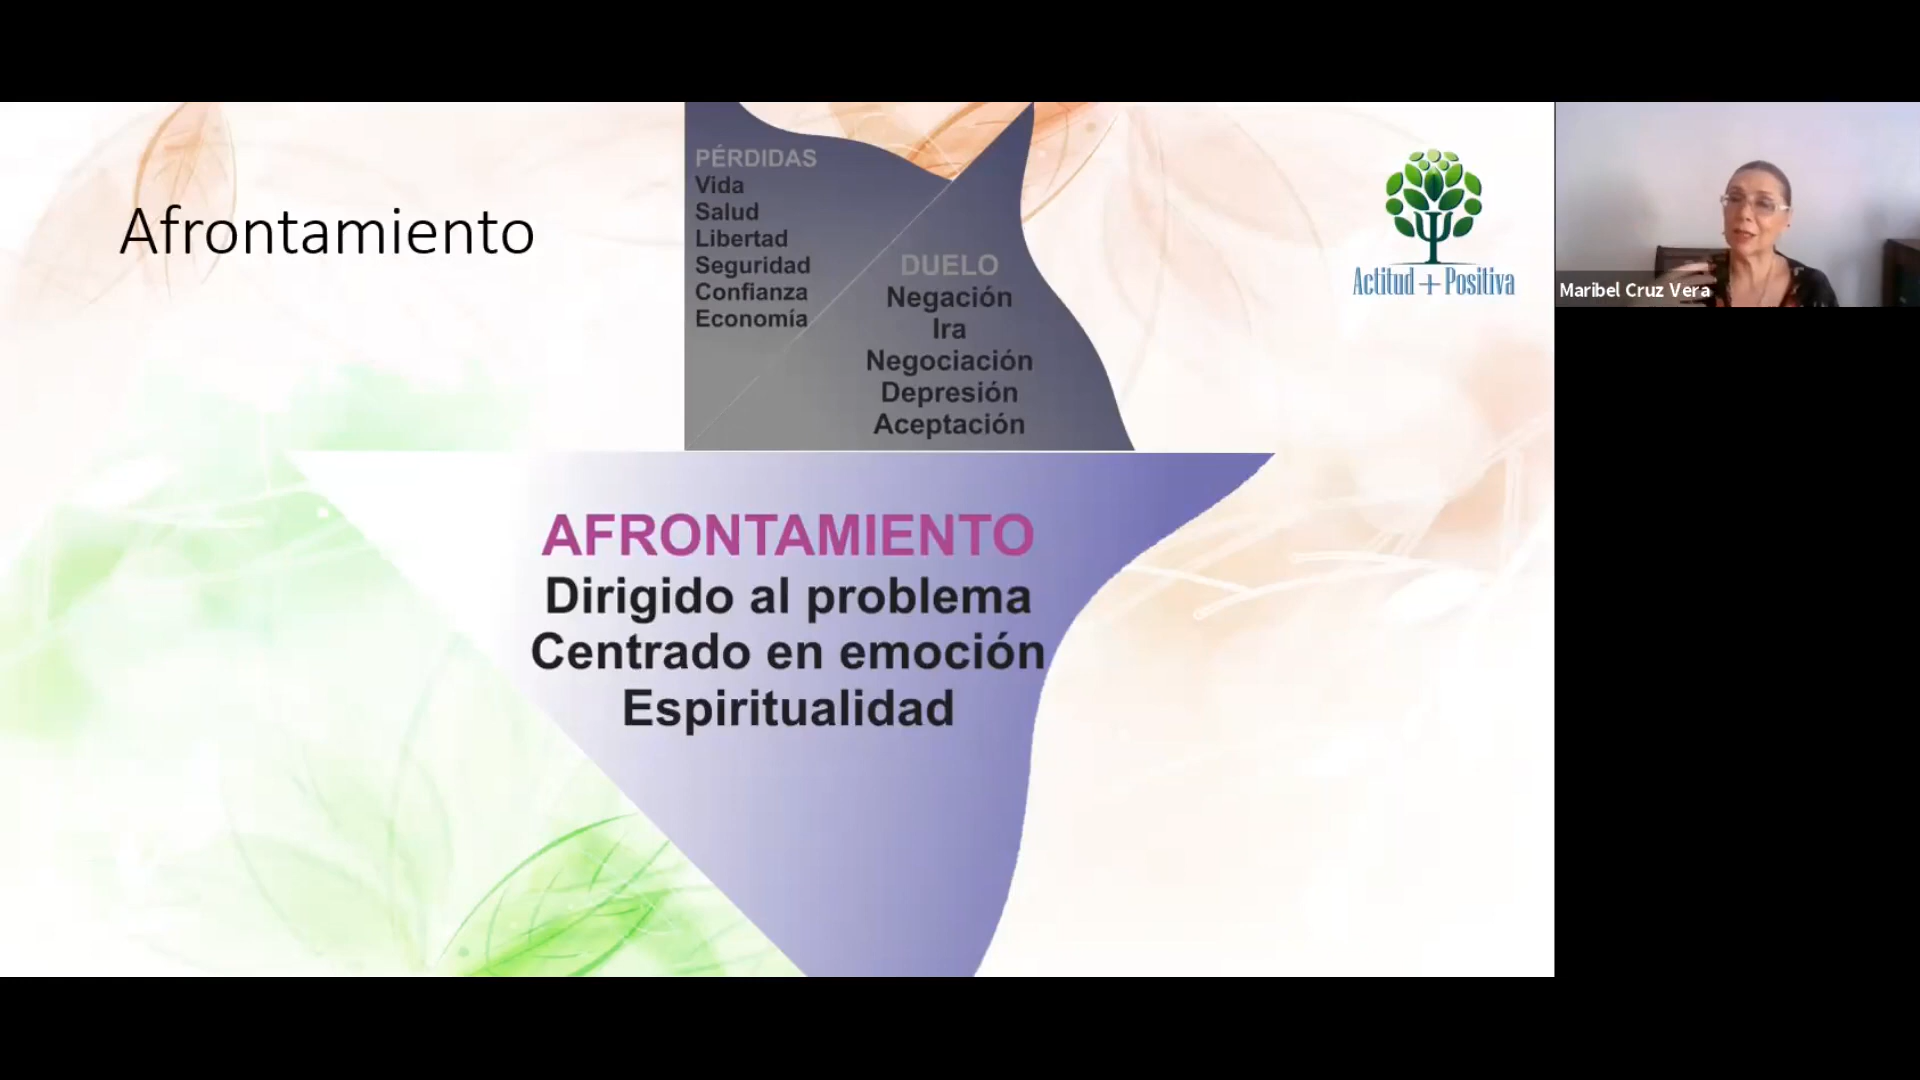 Afrontamiento
PÉRDIDAS
Vida
Salud
Libertad
Seguridad
Confianza
Economía
DUELO
Negación
Ira
Negociación
Depresión
Aceptación
AFRONTAMIENTO
Dirigido al problema
Centrado en emoción
Espiritualidad
Actitud + Positiva
Maribel Cruz Vera